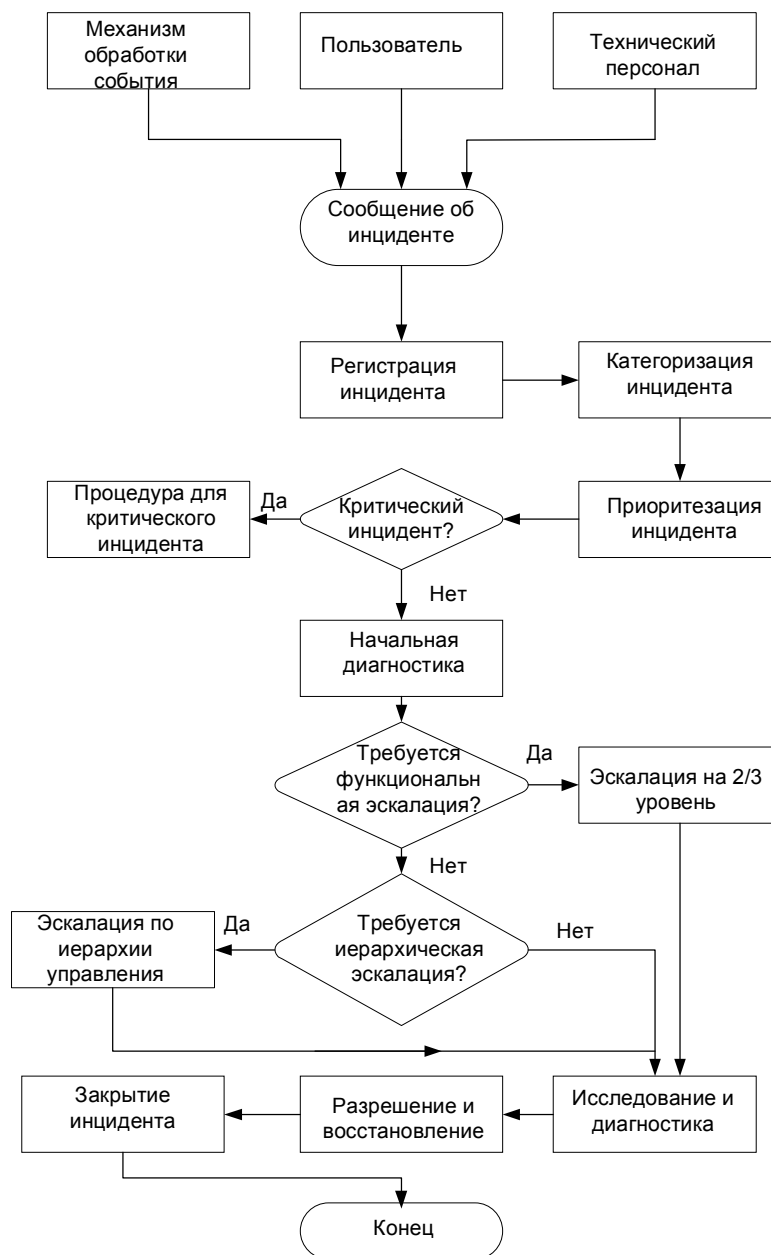 Механизм
обработки
события
Пользователь
Технический
персонал
Сообщение об
инциденте
Регистрация
инцидента
Категоризация
инцидента
Процедура для
критического
инцидента
Да
Критический
инцидент?
Приоритезация
инцидента
Нет
Начальная
диагностика
Требуется
функциональн
ая эскалация?
Да
Эскалация на 2/3
уровень
Нет
Эскалация по
иерархии
управления
Да
Требуется
иерархическая
эскалация?
Нет
Закрытие
инцидента
Разрешение и
восстановление
Исследование и
диагностика
Конец